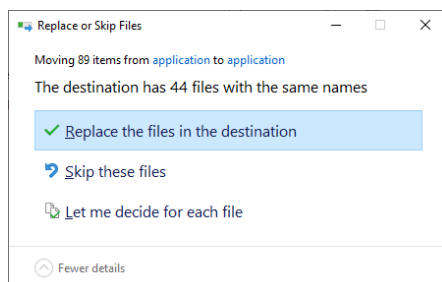 Replace or Skip Files
Moving 89 items from application to application
The destination has 44 files with the same names
Replace the files in the destination
Skip these files
Let me decide for each file
Fewer details